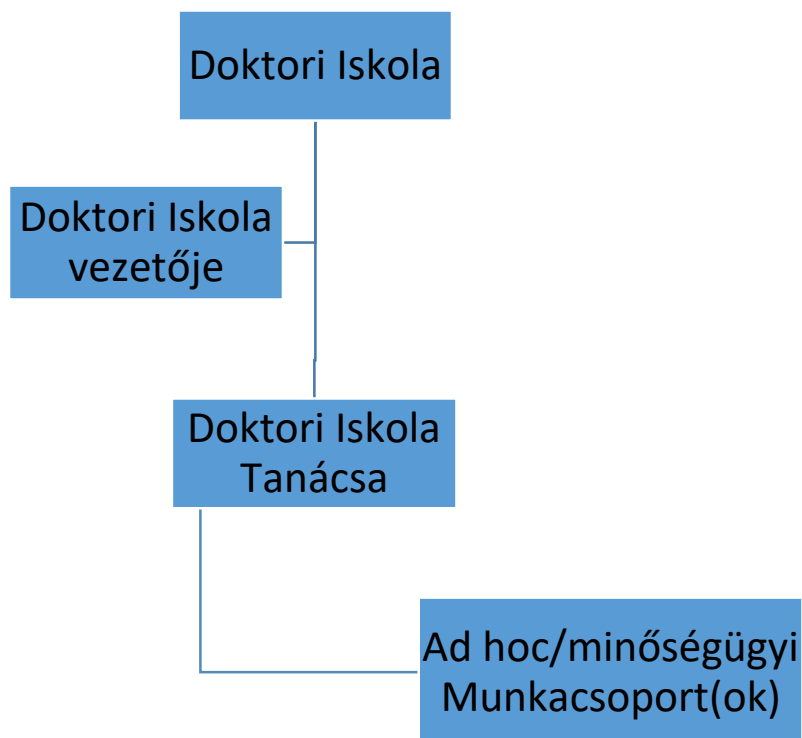 Doktori Iskola
Doktori Iskola
vezetője
Doktori Iskola
Tanácsa
Ad hoc/minőségügyi
Munkacsoport(ok)